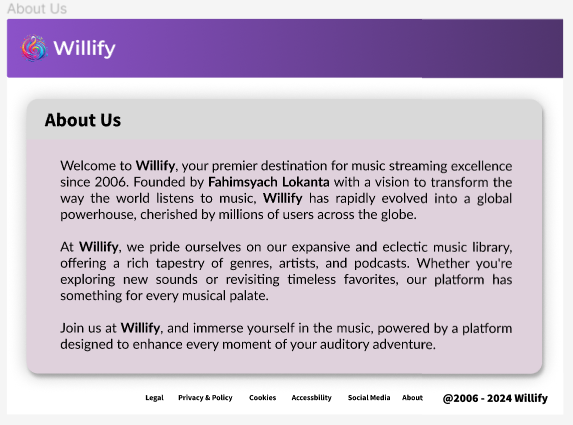 About Us
Willify
About Us
Welcome to Willify, your premier destination for music streaming excellence
since 2006. Founded by Fahimsyach Lokanta with a vision to transform the
way the world listens to music, Willify has rapidly evolved into a global
powerhouse, cherished by millions of users across the globe.
At Willify, we pride ourselves on our expansive and eclectic music library,
offering a rich tapestry of genres, artists, and podcasts. Whether you're
exploring new sounds or revisiting timeless favorites, our platform has
something for every musical palate.
Join us at Willify, and immerse yourself in the music, powered by a platform
designed to enhance every moment of your auditory adventure.
Legal Privacy & Policy Cookies Accessbility Social Media About @2006 - 2024 Willify